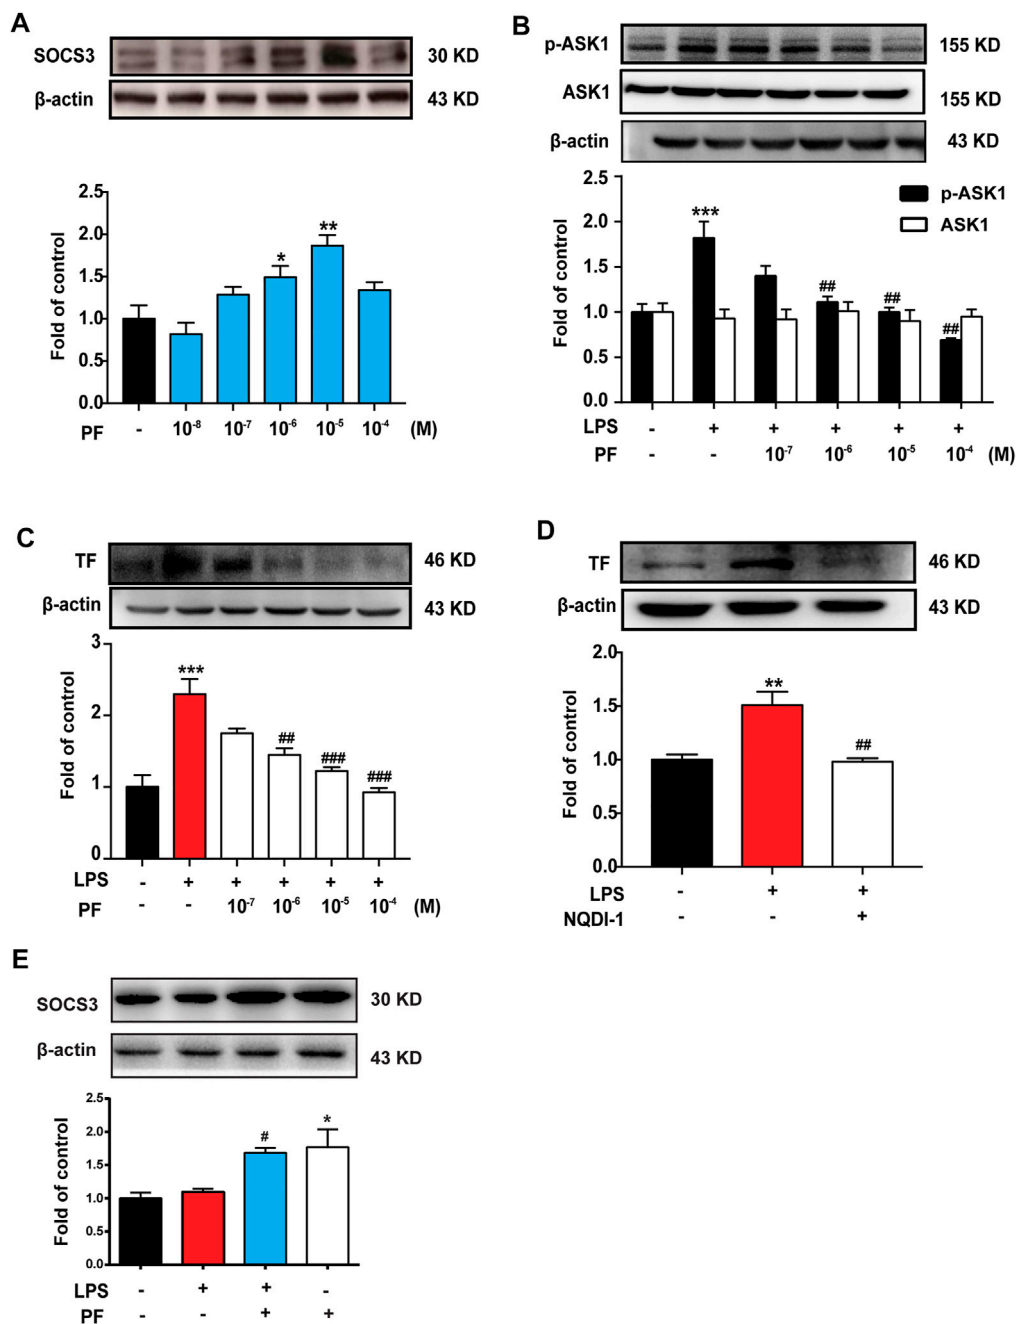 A
SOCS3 30 KD
β-actin 43 KD
Fold of control
2.5
2.0
1.5
1.0
0.5
0.0
* **
PF - 10-8 10-7 10-6 10-5 10-4 (M)
B
p-ASK1 155 KD
ASK1 155 KD
β-actin 43 KD
Fold of control
2.5
2.0
1.5
1.0
0.5
0.0
p-ASK1
ASK1
*** ## ## ##
LPS - + + + + +
PF - - 10-7 10-6 10-5 10-4 (M)
C
TF 46 KD
β-actin 43 KD
Fold of control
3
2
1
0
*** ## ### ###
LPS - + + + + +
PF - - 10-7 10-6 10-5 10-4 (M)
D
TF 46 KD
β-actin 43 KD
Fold of control
2.0
1.5
1.0
0.5
0.0
** ##
LPS - + +
NQDI-1 - - +
E
SOCS3 30 KD
β-actin 43 KD
Fold of control
2.5
2.0
1.5
1.0
0.5
0.0
# *
LPS - + + -
PF - - + +